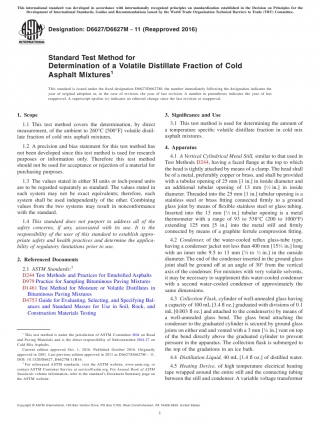 This international standard was developed in accordance with internationally recognized principles on standardization established in the Decision on Principles for the
Development of International Standards, Guides and Recommendations issued by the World Trade Organization Technical Barriers to Trade (TBT) Committee.
Designation: D6627/D6627M − 11 (Reapproved 2016)
Standard Test Method for
Determination of a Volatile Distillate Fraction of Cold
Asphalt Mixtures1
This standard is issued under the fixed designation D6627/D6627M; the number immediately following the designation indicates the
year of original adoption or, in the case of revision, the year of last revision. A number in parentheses indicates the year of last
reapproval. A superscript epsilon (ε) indicates an editorial change since the last revision or reapproval.
1. Scope
1.1 This test method covers the determination, by direct
measurement, of the ambient to 260°C [500°F] volatile distil-
late fraction of cold mix asphalt mixtures.
1.2 A precision and bias statement for this test method has
not been developed since this test method is used for research
purposes or information only. Therefore this test method
should not be used for acceptance or rejection of a material for
purchasing purposes.
1.3 The values stated in either SI units or inch-pound units
are to be regarded separately as standard. The values stated in
each system may not be exact equivalents; therefore, each
system shall be used independently of the other. Combining
values from the two systems may result in nonconformance
with the standard.
1.4 This standard does not purport to address all of the
safety concerns, if any, associated with its use. It is the
responsibility of the user of this standard to establish appro-
priate safety and health practices and determine the applica-
bility of regulatory limitations prior to use.
2. Referenced Documents
2.1 ASTM Standards:2
D244 Test Methods and Practices for Emulsified Asphalts
D979 Practice for Sampling Bituminous Paving Mixtures
D1461 Test Method for Moisture or Volatile Distillates in
Bituminous Paving Mixtures
D4753 Guide for Evaluating, Selecting, and Specifying Bal-
ances and Standard Masses for Use in Soil, Rock, and
Construction Materials Testing
1 This test method is under the jurisdiction of ASTM Committee D04 on Road
and Paving Materials and is the direct responsibility of Subcommittee
Cold Mix Asphalts.
Current edition approved Oct. 1, 2016. Published October 2016. Originally
approved in 2001. Last previous edition approved in 2011 as D6627/D6627M – 11.
DOI: 10.1520/D6627_D6627M-11R16.
2 For referenced ASTM standards, visit the ASTM website, www.astm.org, or
contact ASTM Customer Service at service@astm.org. For Annual Book of ASTM
Standards volume information, refer to the standard's Document Summary page on
the ASTM website.
3. Significance and Use
3.1 This test method is used for determining the amount of
a temperature specific volatile distillate fraction in cold mix
asphalt mixtures.
4. Apparatus
4.1 A Vertical Cylindrical Metal Still, similar to that used in
Test Methods D244, having a faced flange at the top to which
the head is tightly attached by means of a clamp. The head shall
be of a metal, preferably copper or brass, and shall be provided
with a tubular opening of 25 mm [1 in.] in inside diameter and
an additional tubular opening of 13 mm [½ in.] in inside
diameter. Threaded into the 25 mm [1 in.] tubular opening is a
stainless steel or brass fitting connected firmly to a ground
glass joint by means of flexible stainless steel or glass tubing.
Inserted into the 13 mm [½ in.] tubular opening is a metal
thermometer with a range of 93 to 538°C (200 to 1000°F)
extending 125 mm [5 in.] into the metal still and firmly
connected by means of a graphite ferrule compression fitting.
4.2 Condenser, of the water-cooled reflux glass-tube type,
having a condenser jacket not less than 400 mm [15¾ in.] long
with an inner tube 9.5 to 13 mm [⅜ to ½ in.] in the outside
diameter. The end of the condenser inserted in the ground glass
joint shall be ground off at an angle of 30° from the vertical
axis of the condenser. For mixtures with very volatile solvents,
it may be necessary to supplement this water-cooled condenser
with a second water-cooled condenser of approximately the
same dimensions.
4.3 Collection Flask, cylinder of well-annealed glass having
a capacity of 100 mL [3.4 fl oz.] graduated with divisions of 0.1
mL [0.003 fl oz.] and attached to the condenser(s) by means of
a well-annealed glass bend. The glass bend attaching the
condenser to the graduated cylinder is secured by ground glass
joints on either end and vented with a 3 mm [⅛ in.] vent on top
of the bend directly above the graduated cylinder to prevent
pressure in the apparatus. The collection flask is submerged to
the top of the gradations in an ice bath.
4.4 Distillation Liquid, 40 mL [1.4 fl oz.] of distilled water.
4.5 Heating Device, of high temperature electrical heating
tape wrapped around the entire still and the connecting tubing
between the still and condenser. A variable voltage transformer
Copyright © ASTM International, 100 Barr Harbor Drive, PO Box C700, West Conshohocken, PA 19428-2959. United States
1